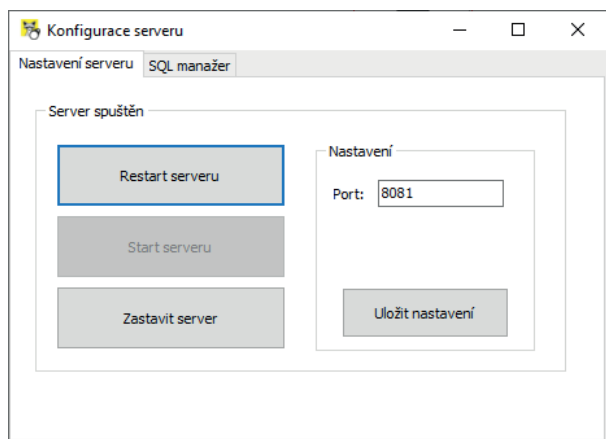 Konfigurace serveru
Nastavení serveru
SQL manažer
Server spuštěn
Restart serveru
Start serveru
Zastavit server
Nastavení
Port: 8081
Uložit nastavení